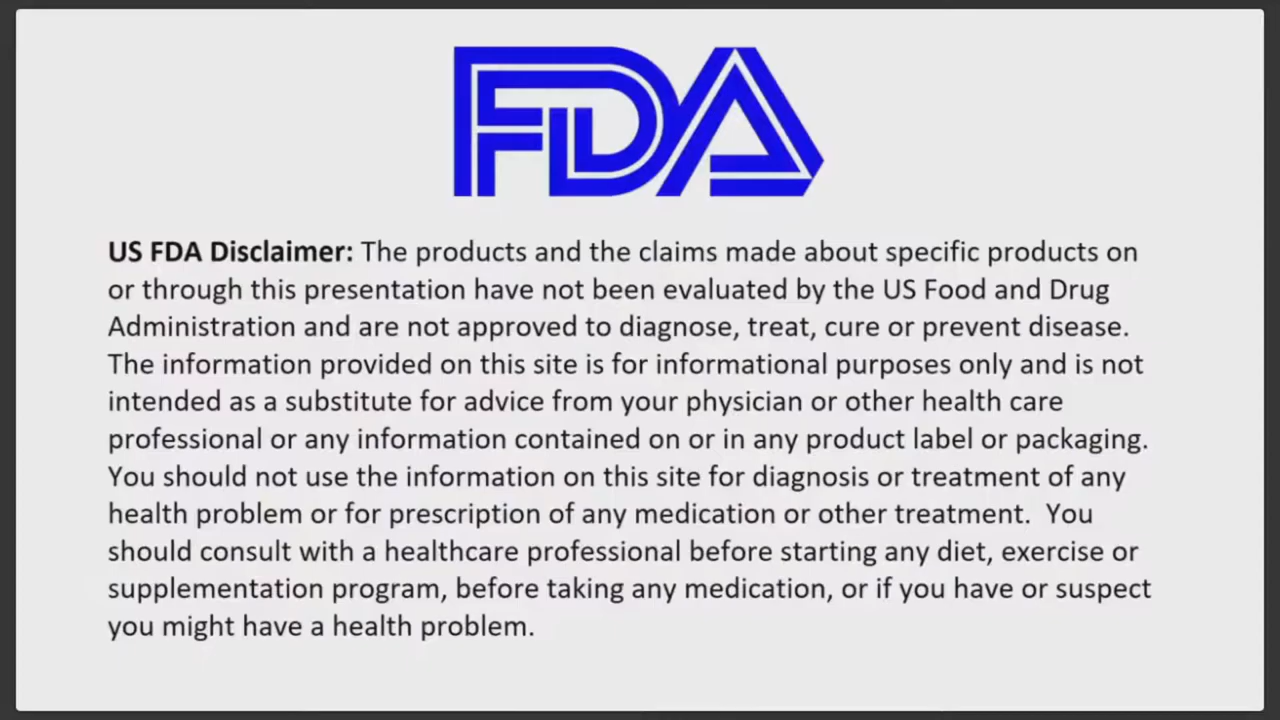 FDA
US FDA Disclaimer: The products and the claims made about specific products on
or through this presentation have not been evaluated by the US Food and Drug
Administration and are not approved to diagnose, treat, cure or prevent disease.
The information provided on this site is for informational purposes only and is not
intended as a substitute for advice from your physician or other health care
professional or any information contained on or in any product label or packaging.
You should not use the information on this site for diagnosis or treatment of any
health problem or for prescription of any medication or other treatment.  You
should consult with a healthcare professional before starting any diet, exercise or
supplementation program, before taking any medication, or if you have or suspect
you might have a health problem.